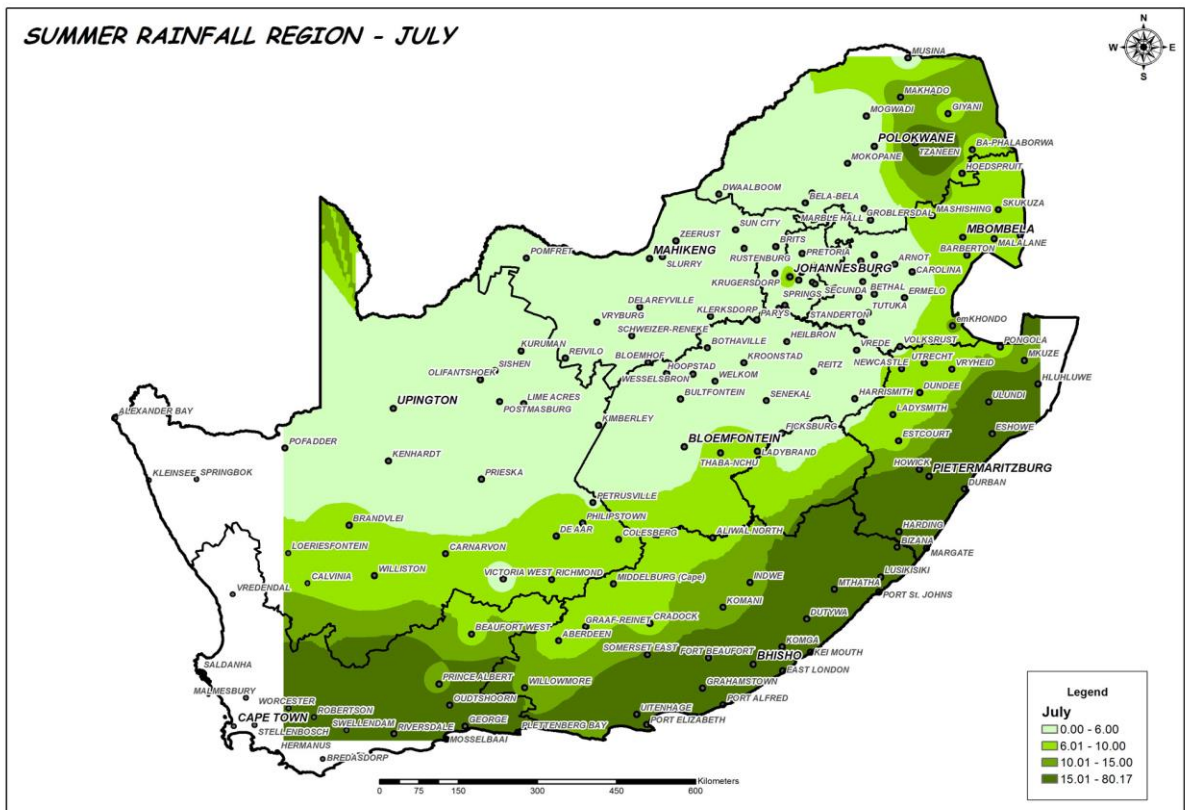 SUMMER RAINFALL REGION - JULY
N
W E
S
MUSINA
MAKHADO
GIYANI
MOGWADI
POLOKWANE
TZANEEN
BA-PHALABORWA
MOKOPANE
HOEDSPRUIT
DWAALBOOM
BELA-BELA
MARBLE HALL
GROBLERSDAL
MASHISHING
SKUKUZA
SUN CITY
ZEERUST
BRITS
MBOMBELA
MALALANE
POMFRET
MAHIKENG
SLURRY
RUSTENBURG
PRETORIA
BARBERTON
JOHANNESBURG
ARNOT
CAROLINA
KRUGERSDORP
SPRINGS
SECUNDA
BETHAL
ERMELO
DELAREYVILLE
KLERKSDORP
PARYS
TUTUKA
STANDERTON
emKHONDO
VRYBURG
SCHWEIZER-RENEKE
HEILBRON
VOLKSRUST
PONGOLA
KURUMAN
REIVILO
BLOEMHOF
BOTHAVILLE
KROONSTAD
VREDE
NEWCASTLE
UTRECHT
VRYHEID
MKUZE
SISHEN
HOOPSTAD
OLIFANTSHOEK
WESSELSBRON
WELKOM
REITZ
DUNDEE
HLUHLUWE
UPINGTON
LIME ACRES
POSTMASBURG
BULTFONTEIN
SENEKAL
HARRISMITH
LADYSMITH
ULUNDI
ALEXANDER BAY
KIMBERLEY
FICKSBURG
ESHOWE
POFADDER
BLOEMFONTEIN
LADYBRAND
ESTCOURT
KENHARDT
THABA-NCHU
HOWICK
PIETERMARITZBURG
KLEINSEE
SPRINGBOK
PRIESKA
DURBAN
PETRUSVILLE
BRANDVLEI
PHILIPSTOWN
DE AAR
COLESBERG
ALIWAL NORTH
HARDING
BIZANA
MARGATE
LOERIESFONTEIN
CARNARVON
CALVINIA
WILLISTON
VICTORIA WEST
RICHMOND
MIDDELBURG (Cape)
INDWE
LUSIKISIKI
MTHATHA
PORT St. JOHNS
VREDENDAL
KOMANI
BEAUFORT WEST
GRAAF-REINET
CRADOCK
DUTYWA
ABERDEEN
SOMERSET EAST
FORT BEAUFORT
KOMGA
KEI MOUTH
BHISHO
EAST LONDON
SALDANHA
PRINCE ALBERT
WILLOWMORE
GRAHAMSTOWN
MALMESBURY
WORCESTER
OUDTSHOORN
PORT ALFRED
ROBERTSON
UITENHAGE
CAPE TOWN
SWELLENDAM
GEORGE
PLETTENBERG BAY
PORT ELIZABETH
STELLENBOSCH
RIVERSDALE
MOSSELBAAI
HERMANUS
BREDASDORP
Kilometers
0 75 150 300 450 600
Legend
July
0.00 - 6.00
6.01 - 10.00
10.01 - 15.00
15.01 - 80.17